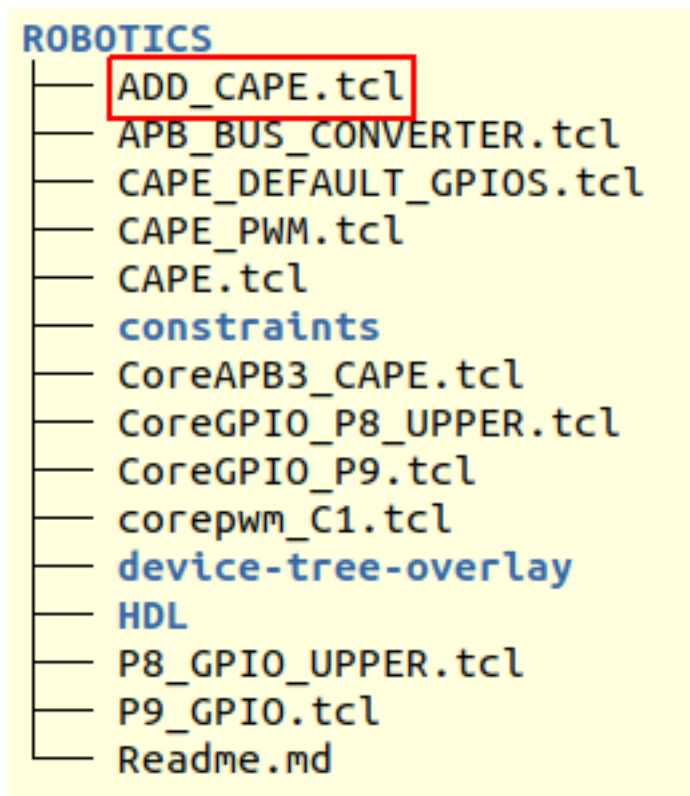 ROBOTICS
ADD_CAPE.tcl
APB_BUS_CONVERTER.tcl
CAPE_DEFAULT_GPIOS.tcl
CAPE_PWM.tcl
CAPE.tcl
constraints
CoreAPB3_CAPE.tcl
CoreGPIO_P8_UPPER.tcl
CoreGPIO_P9.tcl
corepwm_C1.tcl
device-tree-overlay
HDL
P8_GPIO_UPPER.tcl
P9_GPIO.tcl
Readme.md